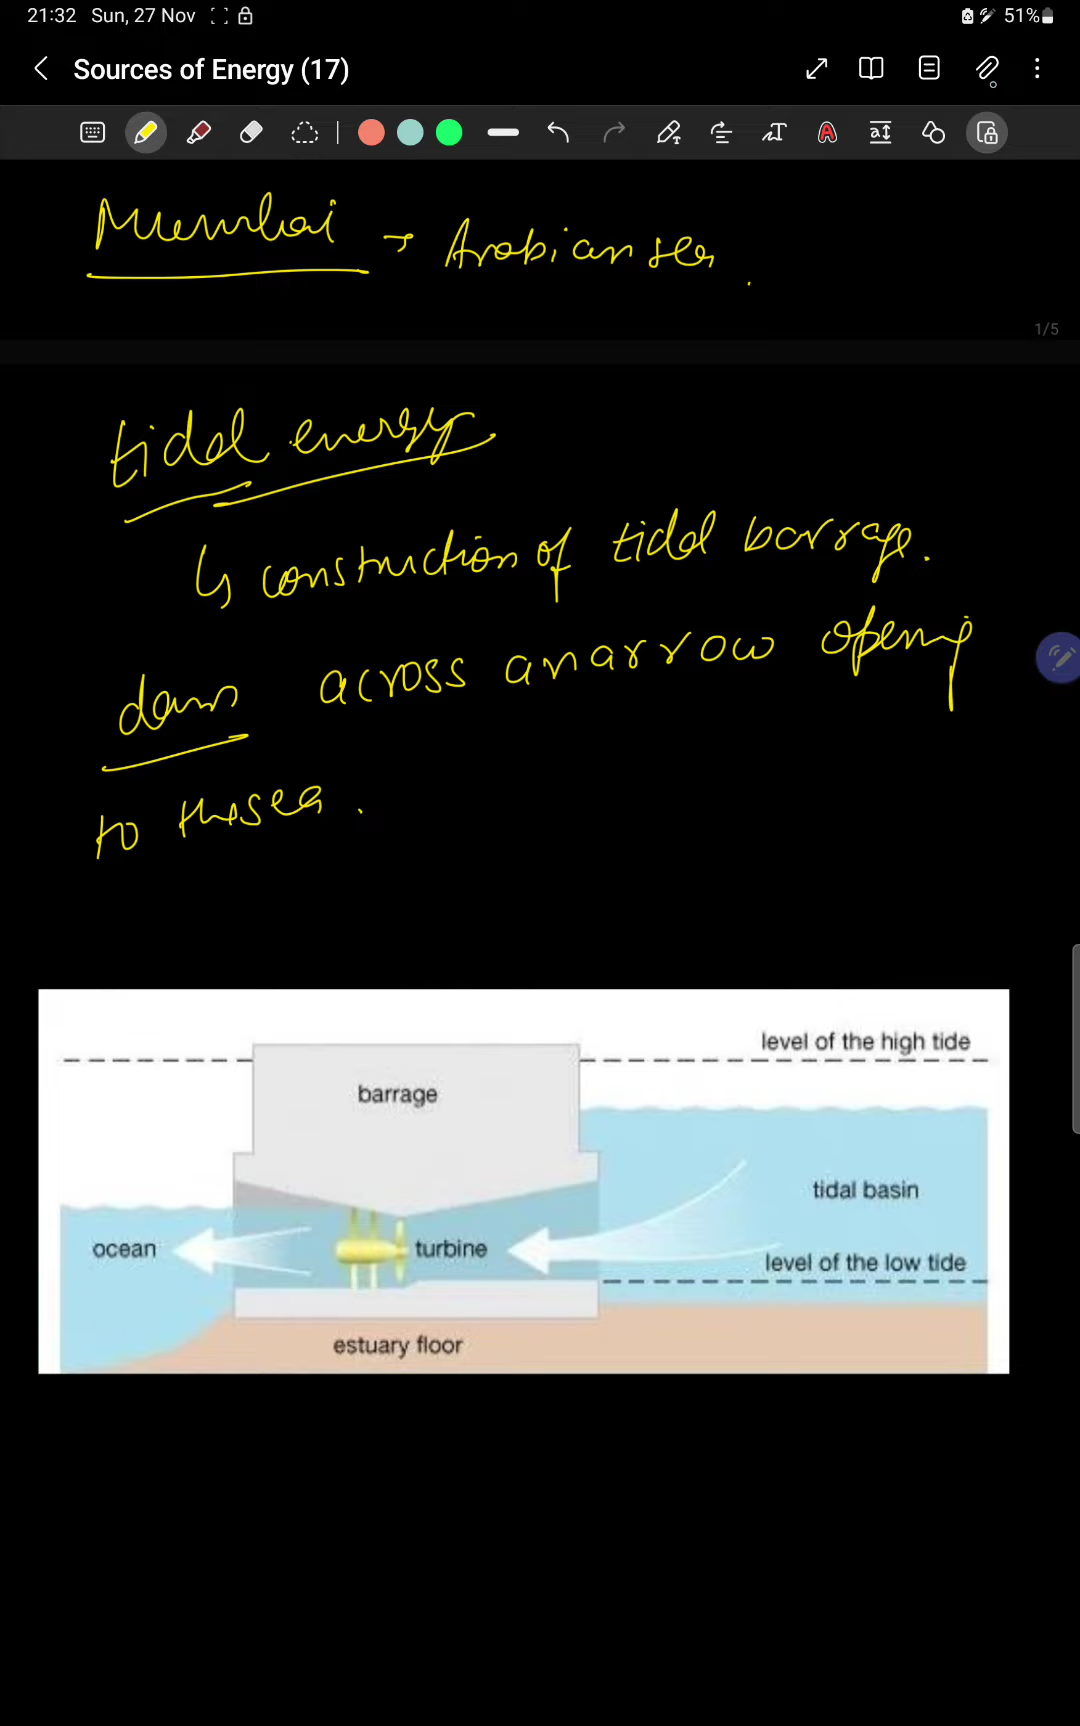 21:32 Sun, 27 Nov
51%
Sources of Energy (17)
Mumbai → Arabian sea.
1/5
tidal energy
↳ construction of tidal barrage.
dam across a narrow opening
to the sea.
level of the high tide
barrage
tidal basin
ocean
turbine
level of the low tide
estuary floor